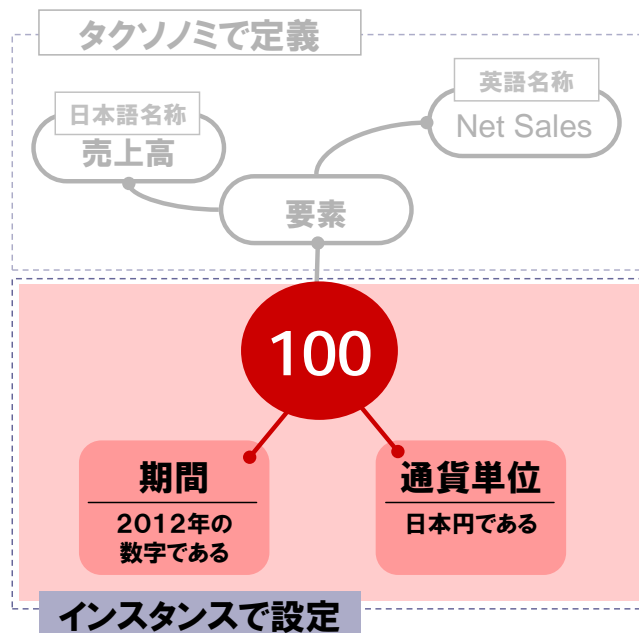 タクソノミで定義
英語名称
Net Sales
日本語名称
売上高
要素
100
期間
2012年の
数字である
通貨単位
日本円である
インスタンスで設定